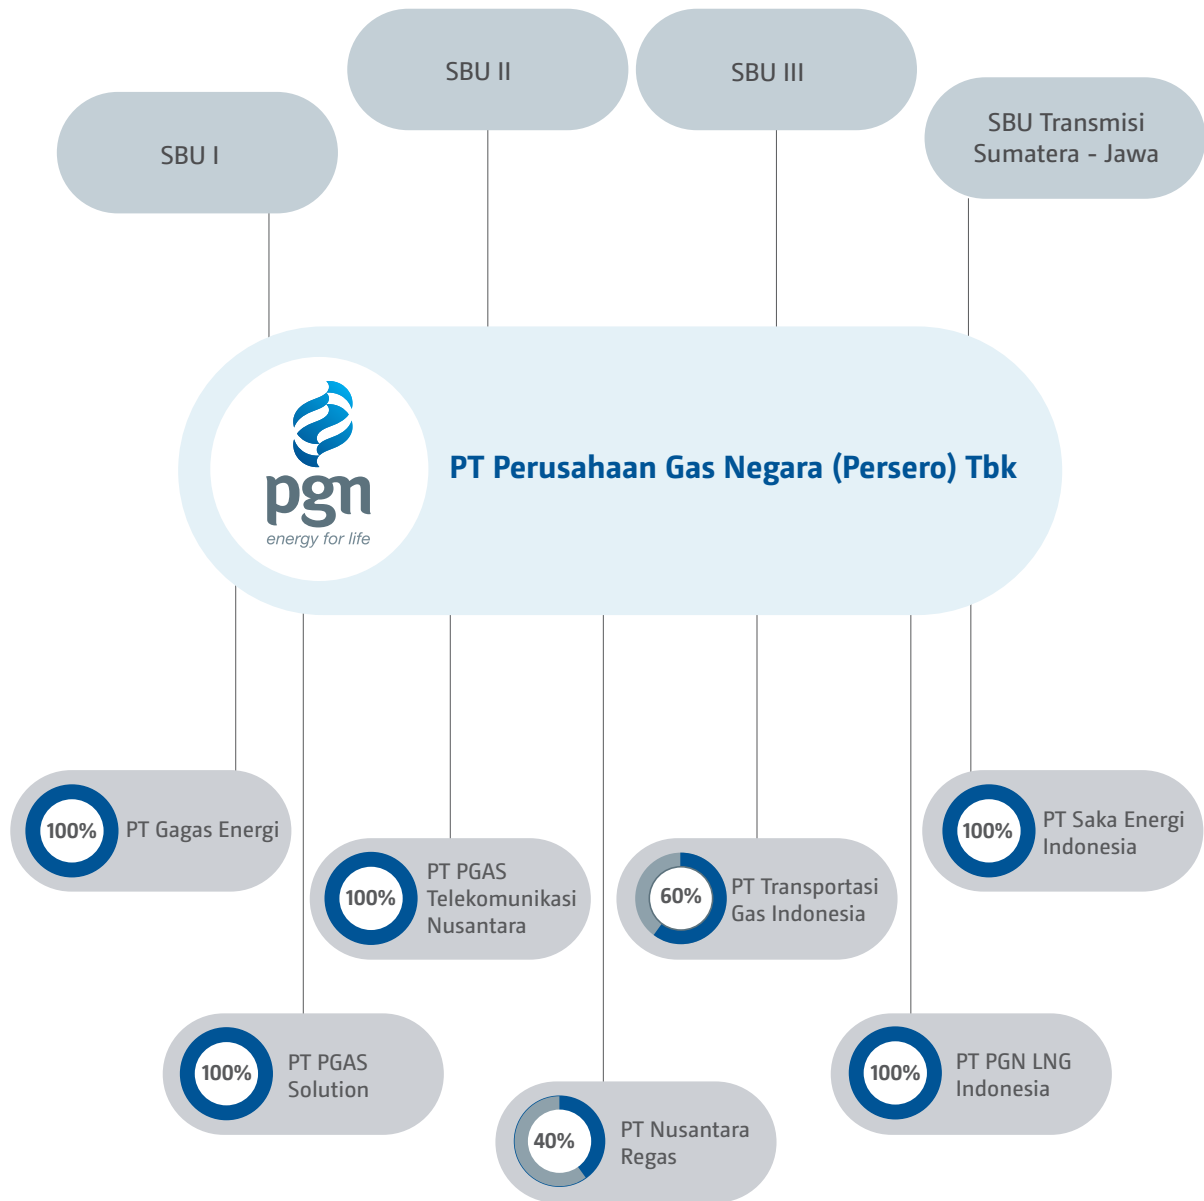 SBU I
SBU II
SBU III
SBU Transmisi
Sumatera - Jawa
pgn
energy for life
PT Perusahaan Gas Negara (Persero) Tbk
100%
PT Gagas Energi
100%
PT PGAS
Solution
100%
PT PGAS
Telekomunikasi
Nusantara
40%
PT Nusantara
Regas
60%
PT Transportasi
Gas Indonesia
100%
PT PGN LNG
Indonesia
100%
PT Saka Energi
Indonesia